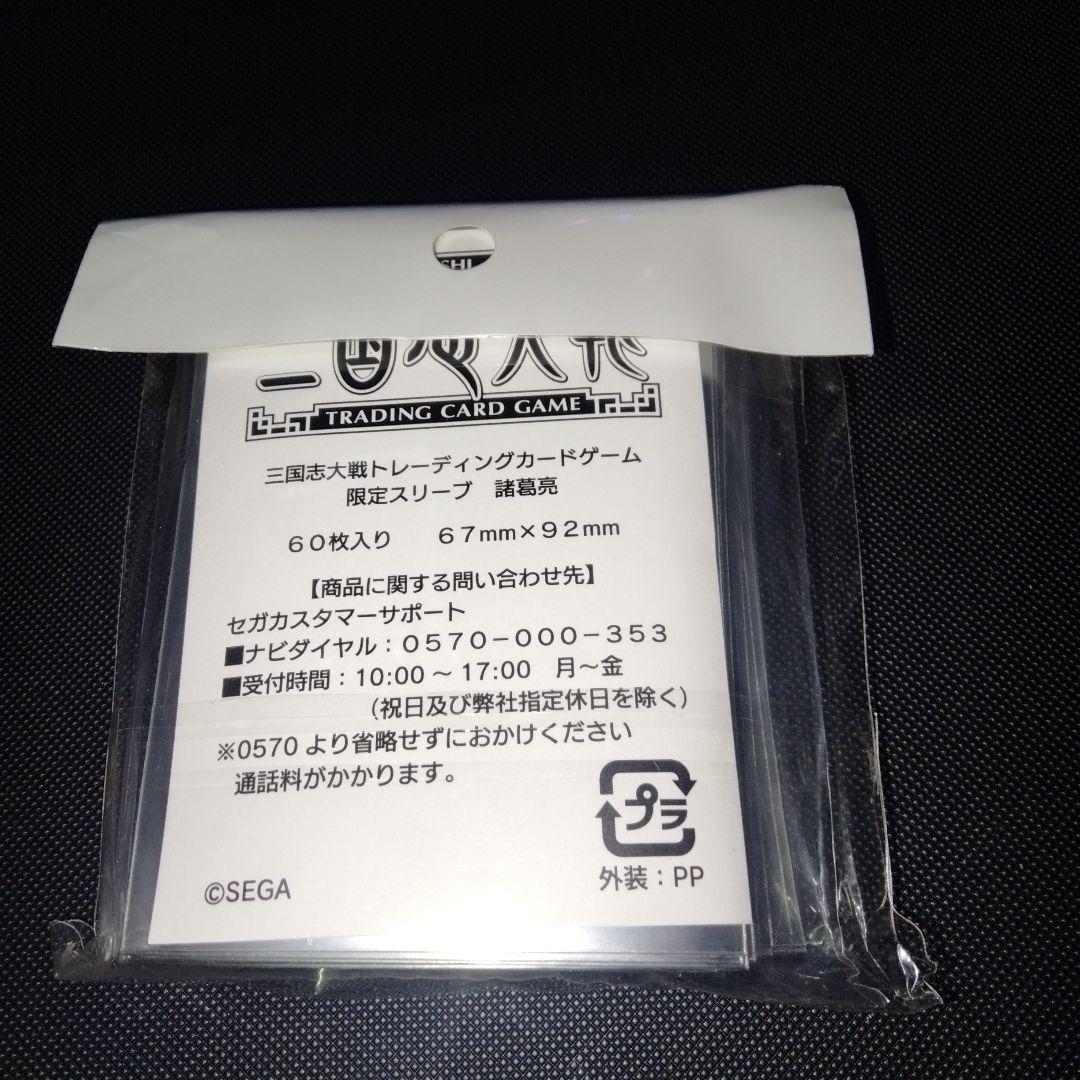 SHI
三国志大戦
TRADING CARD GAME
三国志大戦トレーディングカードゲーム
限定スリーブ 諸葛亮
60枚入り 67mm×92mm
【商品に関する問い合わせ先】
セガカスタマーサポート
■ナビダイヤル：0570-000-353
■受付時間：10:00～17:00 月～金
（祝日及び弊社指定休日を除く）
※0570より省略せずにおかけください
通話料がかかります。
プラ
外装：PP
©SEGA